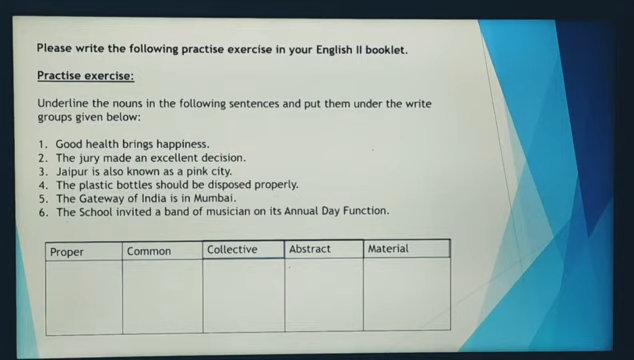 Please write the following practise exercise in your English II booklet.
Practise exercise:
Underline the nouns in the following sentences and put them under the write
groups given below:
1. Good health brings happiness.
2. The jury made an excellent decision.
3. Jaipur is also known as a pink city.
4. The plastic bottles should be disposed properly.
5. The Gateway of India is in Mumbai.
6. The School invited a band of musician on its Annual Day Function.
Proper Common Collective Abstract Material